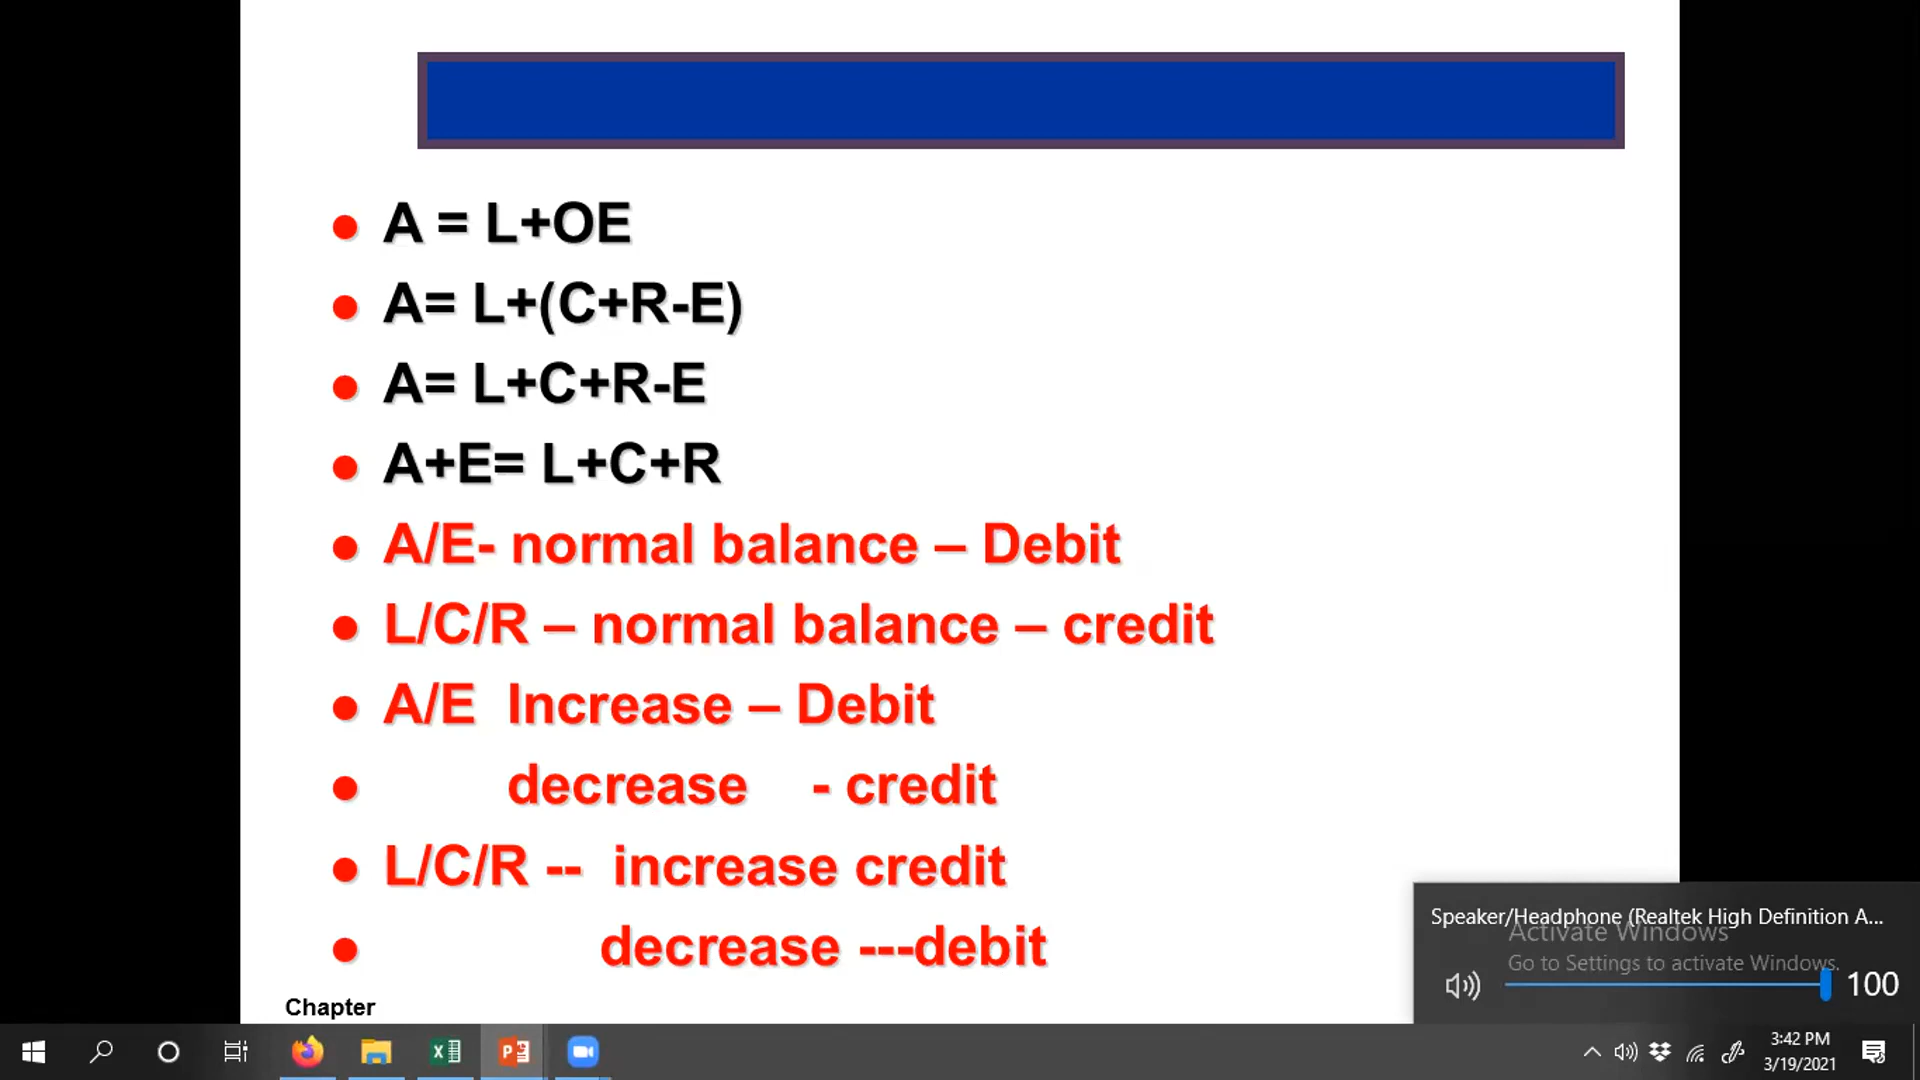 A = L+OE
A= L+(C+R-E)
A= L+C+R-E
A+E= L+C+R
A/E- normal balance – Debit
L/C/R – normal balance – credit
A/E Increase – Debit
decrease - credit
L/C/R -- increase credit
decrease ---debit
Chapter
Speaker/Headphone (Realtek High Definition A...
Activate Windows
Go to Settings to activate Windows.
100
3:42 PM
3/19/2021